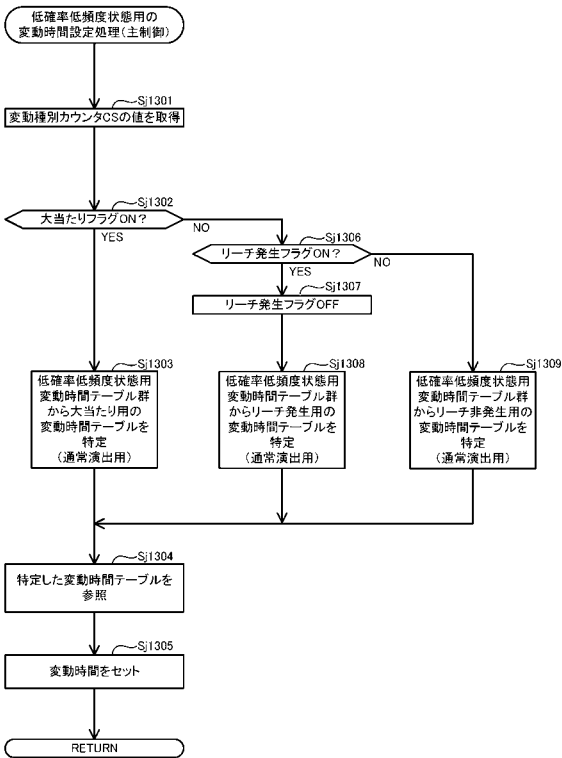 低確率低頻度状態用の
変動時間設定処理(主制御)
Sj1301
変動種別カウンタCSの値を取得
Sj1302
大当たりフラグON？
YES
NO
Sj1306
リーチ発生フラグON？
YES
NO
Sj1307
リーチ発生フラグOFF
Sj1303
低確率低頻度状態用
変動時間テーブル群
から大当たり用の
変動時間テーブルを
特定
(通常演出用)
Sj1308
低確率低頻度状態用
変動時間テーブル群
からリーチ発生用の
変動時間テーブルを
特定
(通常演出用)
Sj1309
低確率低頻度状態用
変動時間テーブル群
からリーチ非発生用の
変動時間テーブルを
特定
(通常演出用)
Sj1304
特定した変動時間テーブルを
参照
Sj1305
変動時間をセット
RETURN